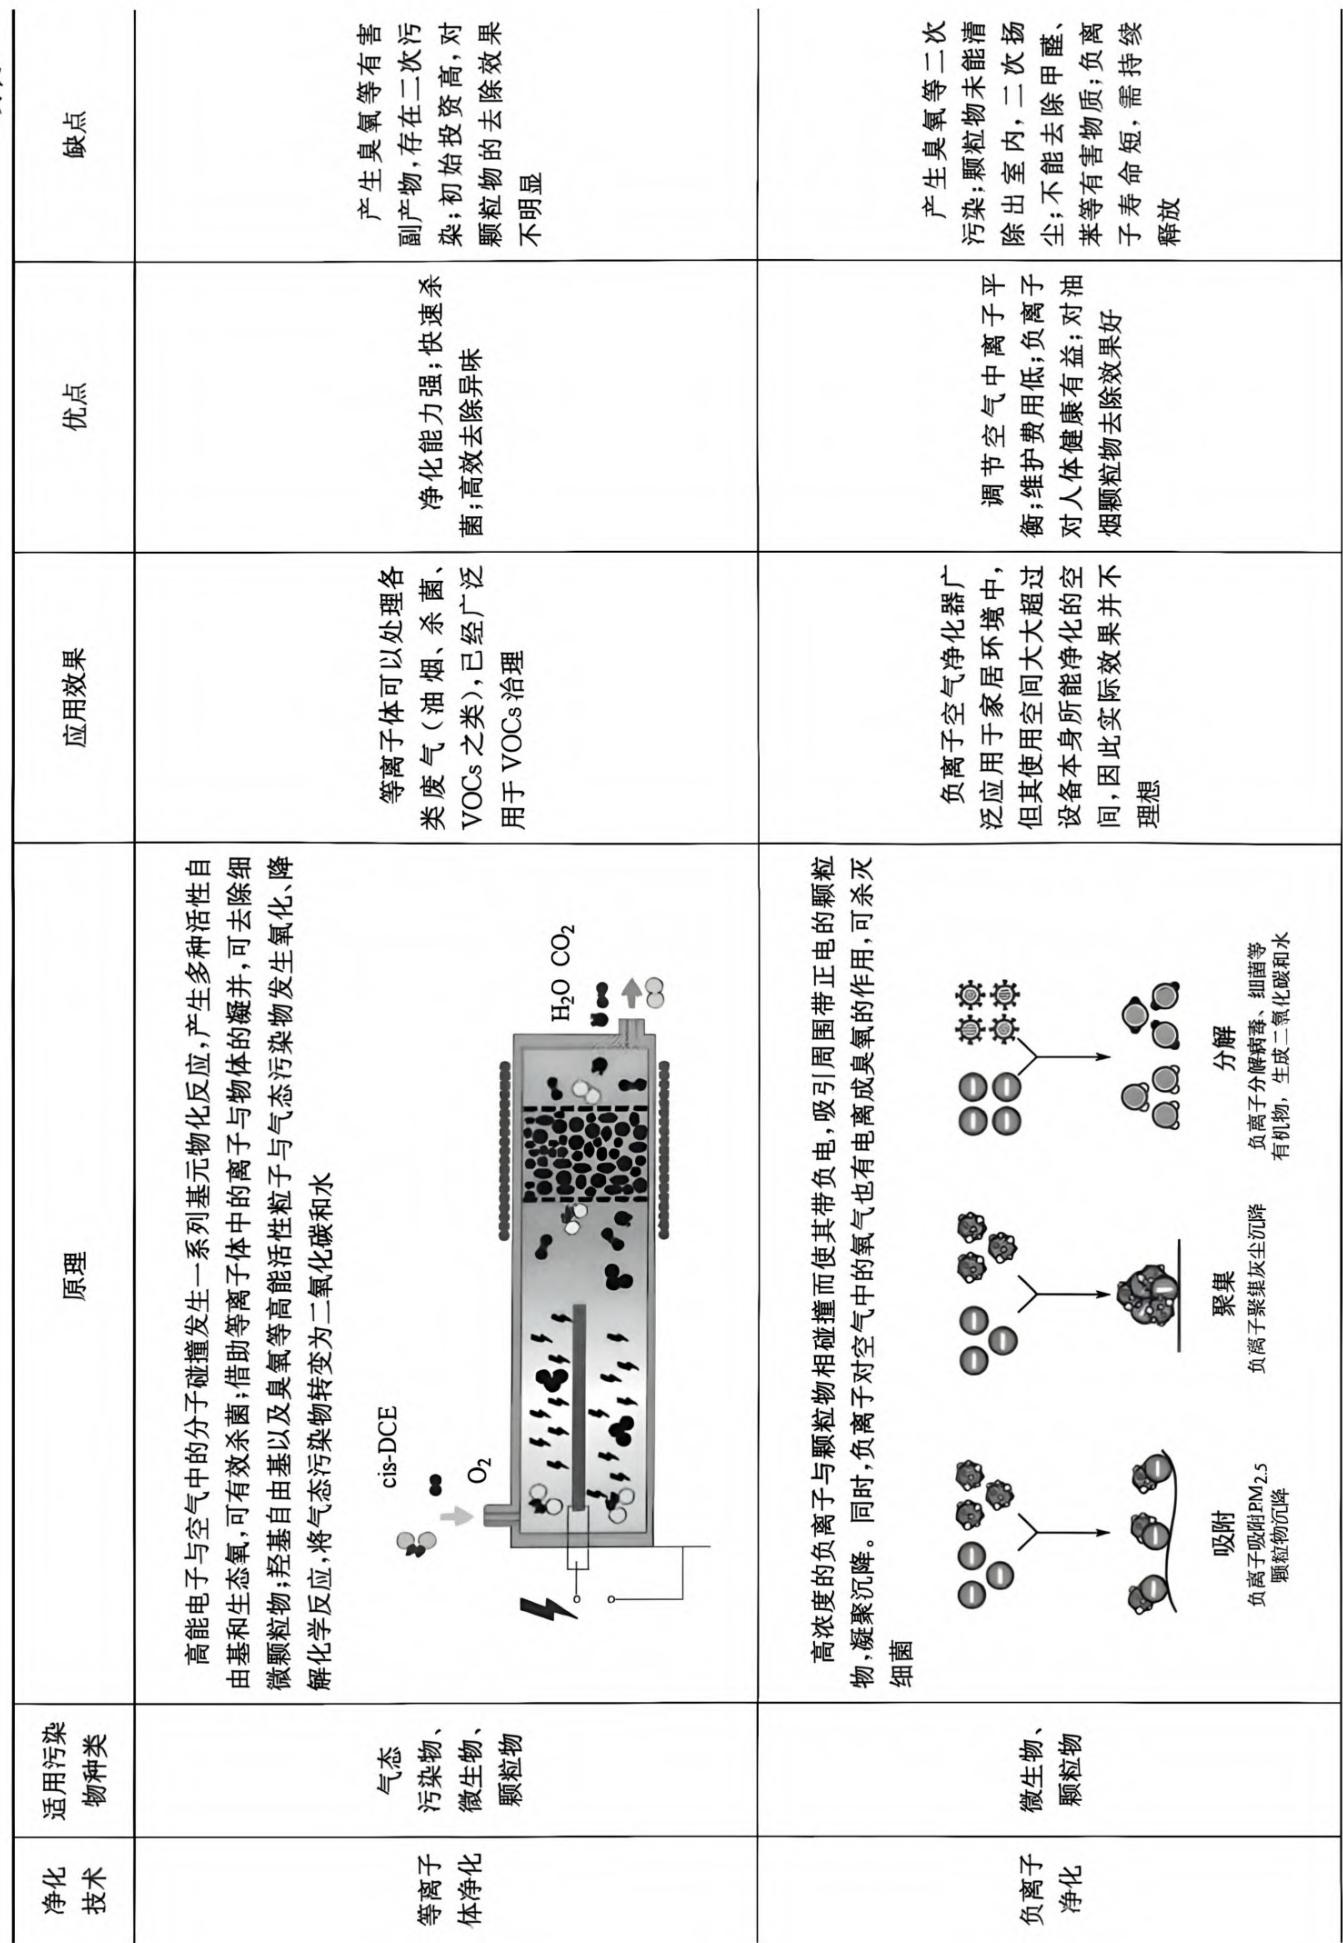 净化
技术
适用污染
物种类
原理
应用效果
优点
缺点
等离子
体净化
气态
污染物、
微生物、
颗粒物
高能电子与空气中的分子碰撞发生一系列基元物化反应,产生多种活性自
由基和生态氧,可有效杀菌;借助等离子体中的离子与物体的凝并,可去除细
微颗粒物;羟基自由基以及臭氧等高能活性粒子与气态污染物发生氧化、降
解化学反应,将气态污染物转变为二氧化碳和水
cis-DCE
O2
H2O CO2
等离子体可以处理各
类废气(油烟、杀菌、
VOCs之类),已经广泛
用于VOCs治理
净化能力强;快速杀
菌;高效去除异味
产生臭氧等有害
副产物,存在二次污
染;初始投资高,对
颗粒物的去除效果
不明显
负离子
净化
微生物、
颗粒物
高浓度的负离子与颗粒物相碰撞而使其带负电,吸引周围带正电的颗粒
物,凝聚沉降。同时,负离子对空气中的氧气也有电离成臭氧的作用,可杀灭
细菌
吸附
负离子吸附PM2.5
颗粒物沉降
聚集
负离子聚集灰尘沉降
分解
负离子分解病毒、细菌等
有机物,生成二氧化碳和水
负离子空气净化器广
泛应用于家居环境中,
但其使用空间大大超过
设备本身所能净化的空
间,因此实际效果并不
理想
调节空气中离子平
衡;维护费用低;负离子
对人体健康有益;对油
烟颗粒物去除效果好
产生臭氧等二次
污染;颗粒物未能清
除出室内,二次扬
尘;不能去除甲醛、
苯等有害物质;负离
子寿命短,需持续
释放